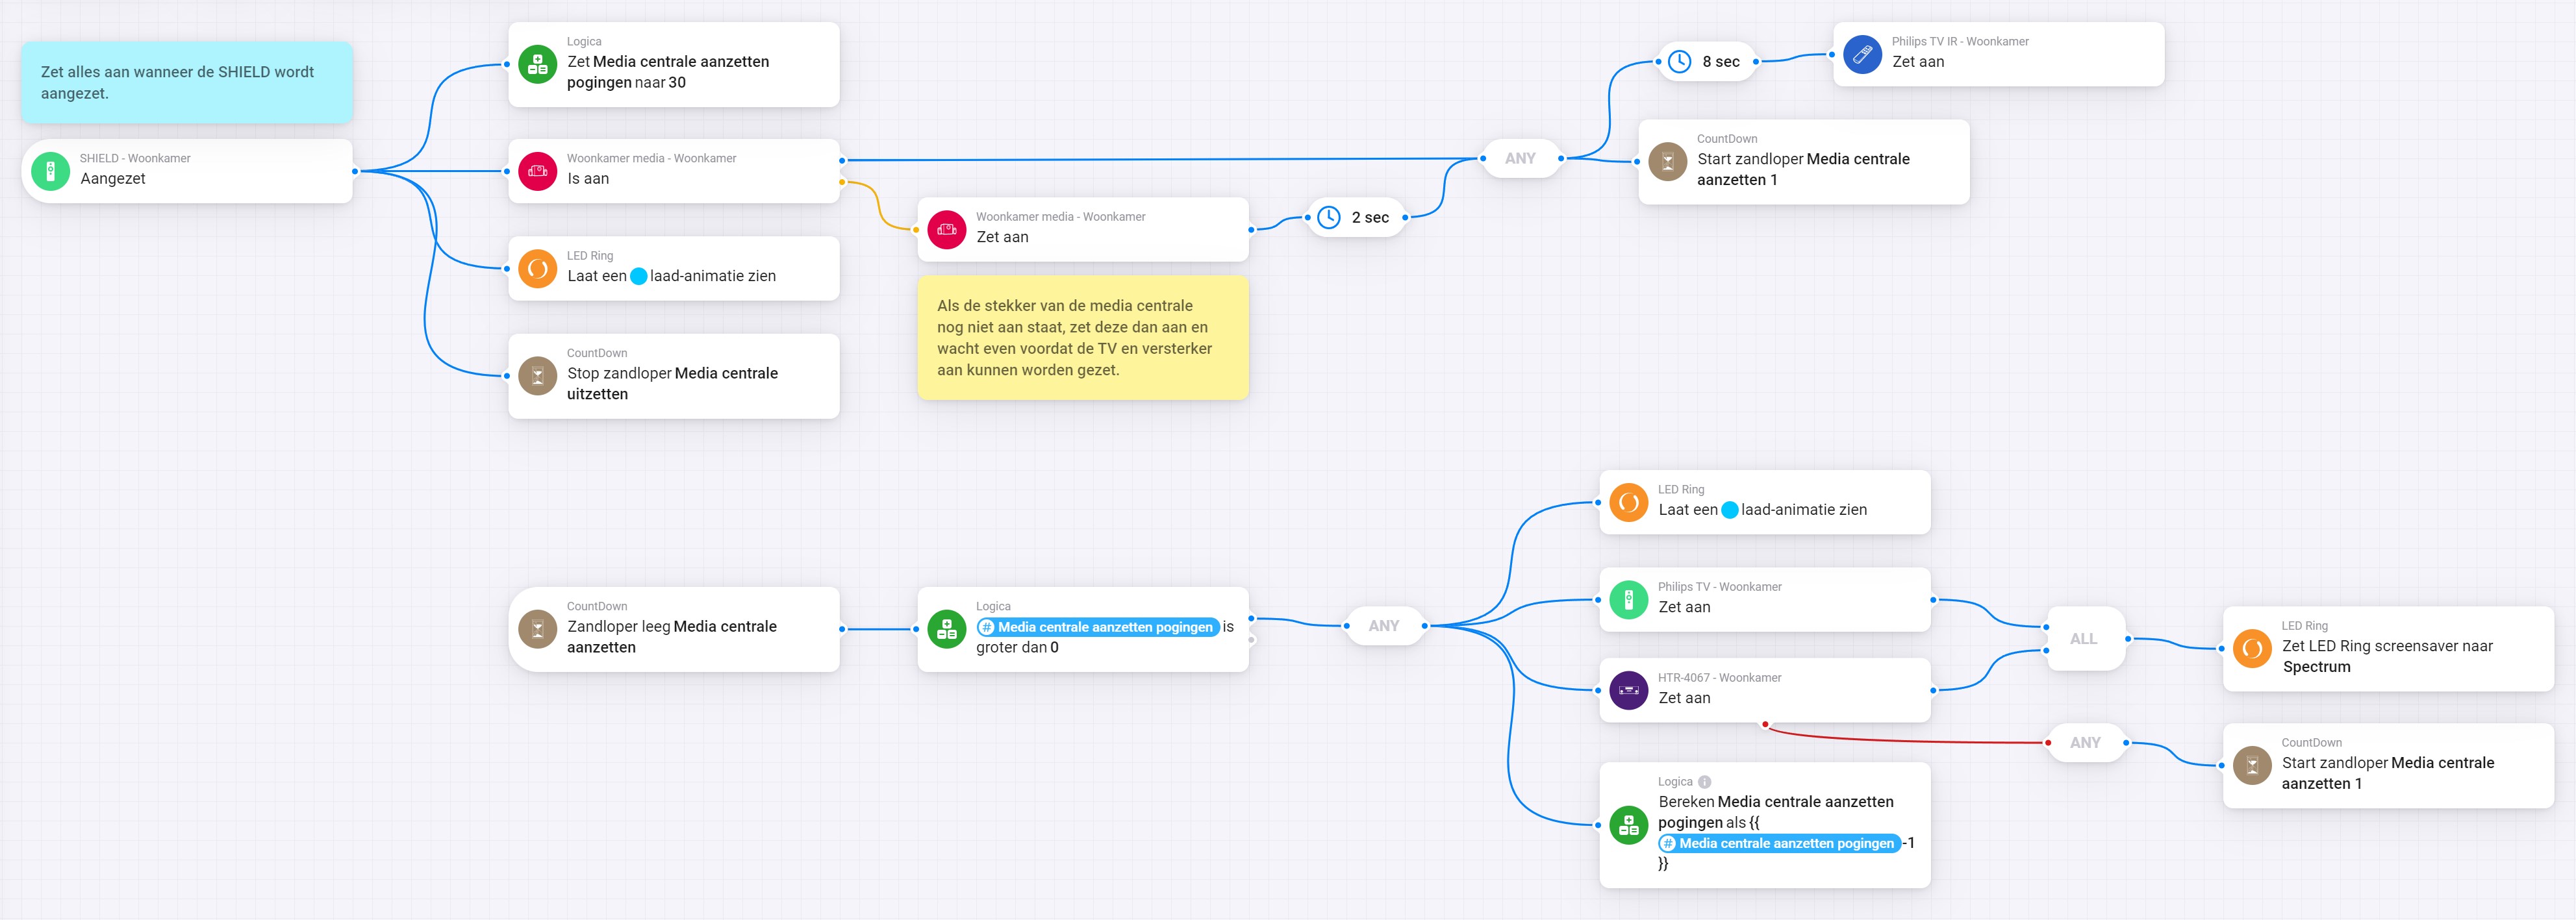 Zet alles aan wanneer de SHIELD wordt
aangezet.
SHIELD - Woonkamer
Aangezet
Logica
Zet Media centrale aanzetten
pogingen naar 30
Woonkamer media - Woonkamer
Is aan
LED Ring
Laat een laad-animatie zien
CountDown
Stop zandloper Media centrale
uitzetten
Woonkamer media - Woonkamer
Zet aan
Als de stekker van de media centrale
nog niet aan staat, zet deze dan aan en
wacht even voordat de TV en versterker
aan kunnen worden gezet.
2 sec
ANY
8 sec
Philips TV IR - Woonkamer
Zet aan
CountDown
Start zandloper Media centrale
aanzetten 1
CountDown
Zandloper leeg Media centrale
aanzetten
Logica
# Media centrale aanzetten pogingen is
groter dan 0
ANY
LED Ring
Laat een laad-animatie zien
Philips TV - Woonkamer
Zet aan
HTR-4067 - Woonkamer
Zet aan
Logica
Bereken Media centrale aanzetten
pogingen als {{
# Media centrale aanzetten pogingen -1
}}
ALL
LED Ring
Zet LED Ring screensaver naar
Spectrum
ANY
CountDown
Start zandloper Media centrale
aanzetten 1